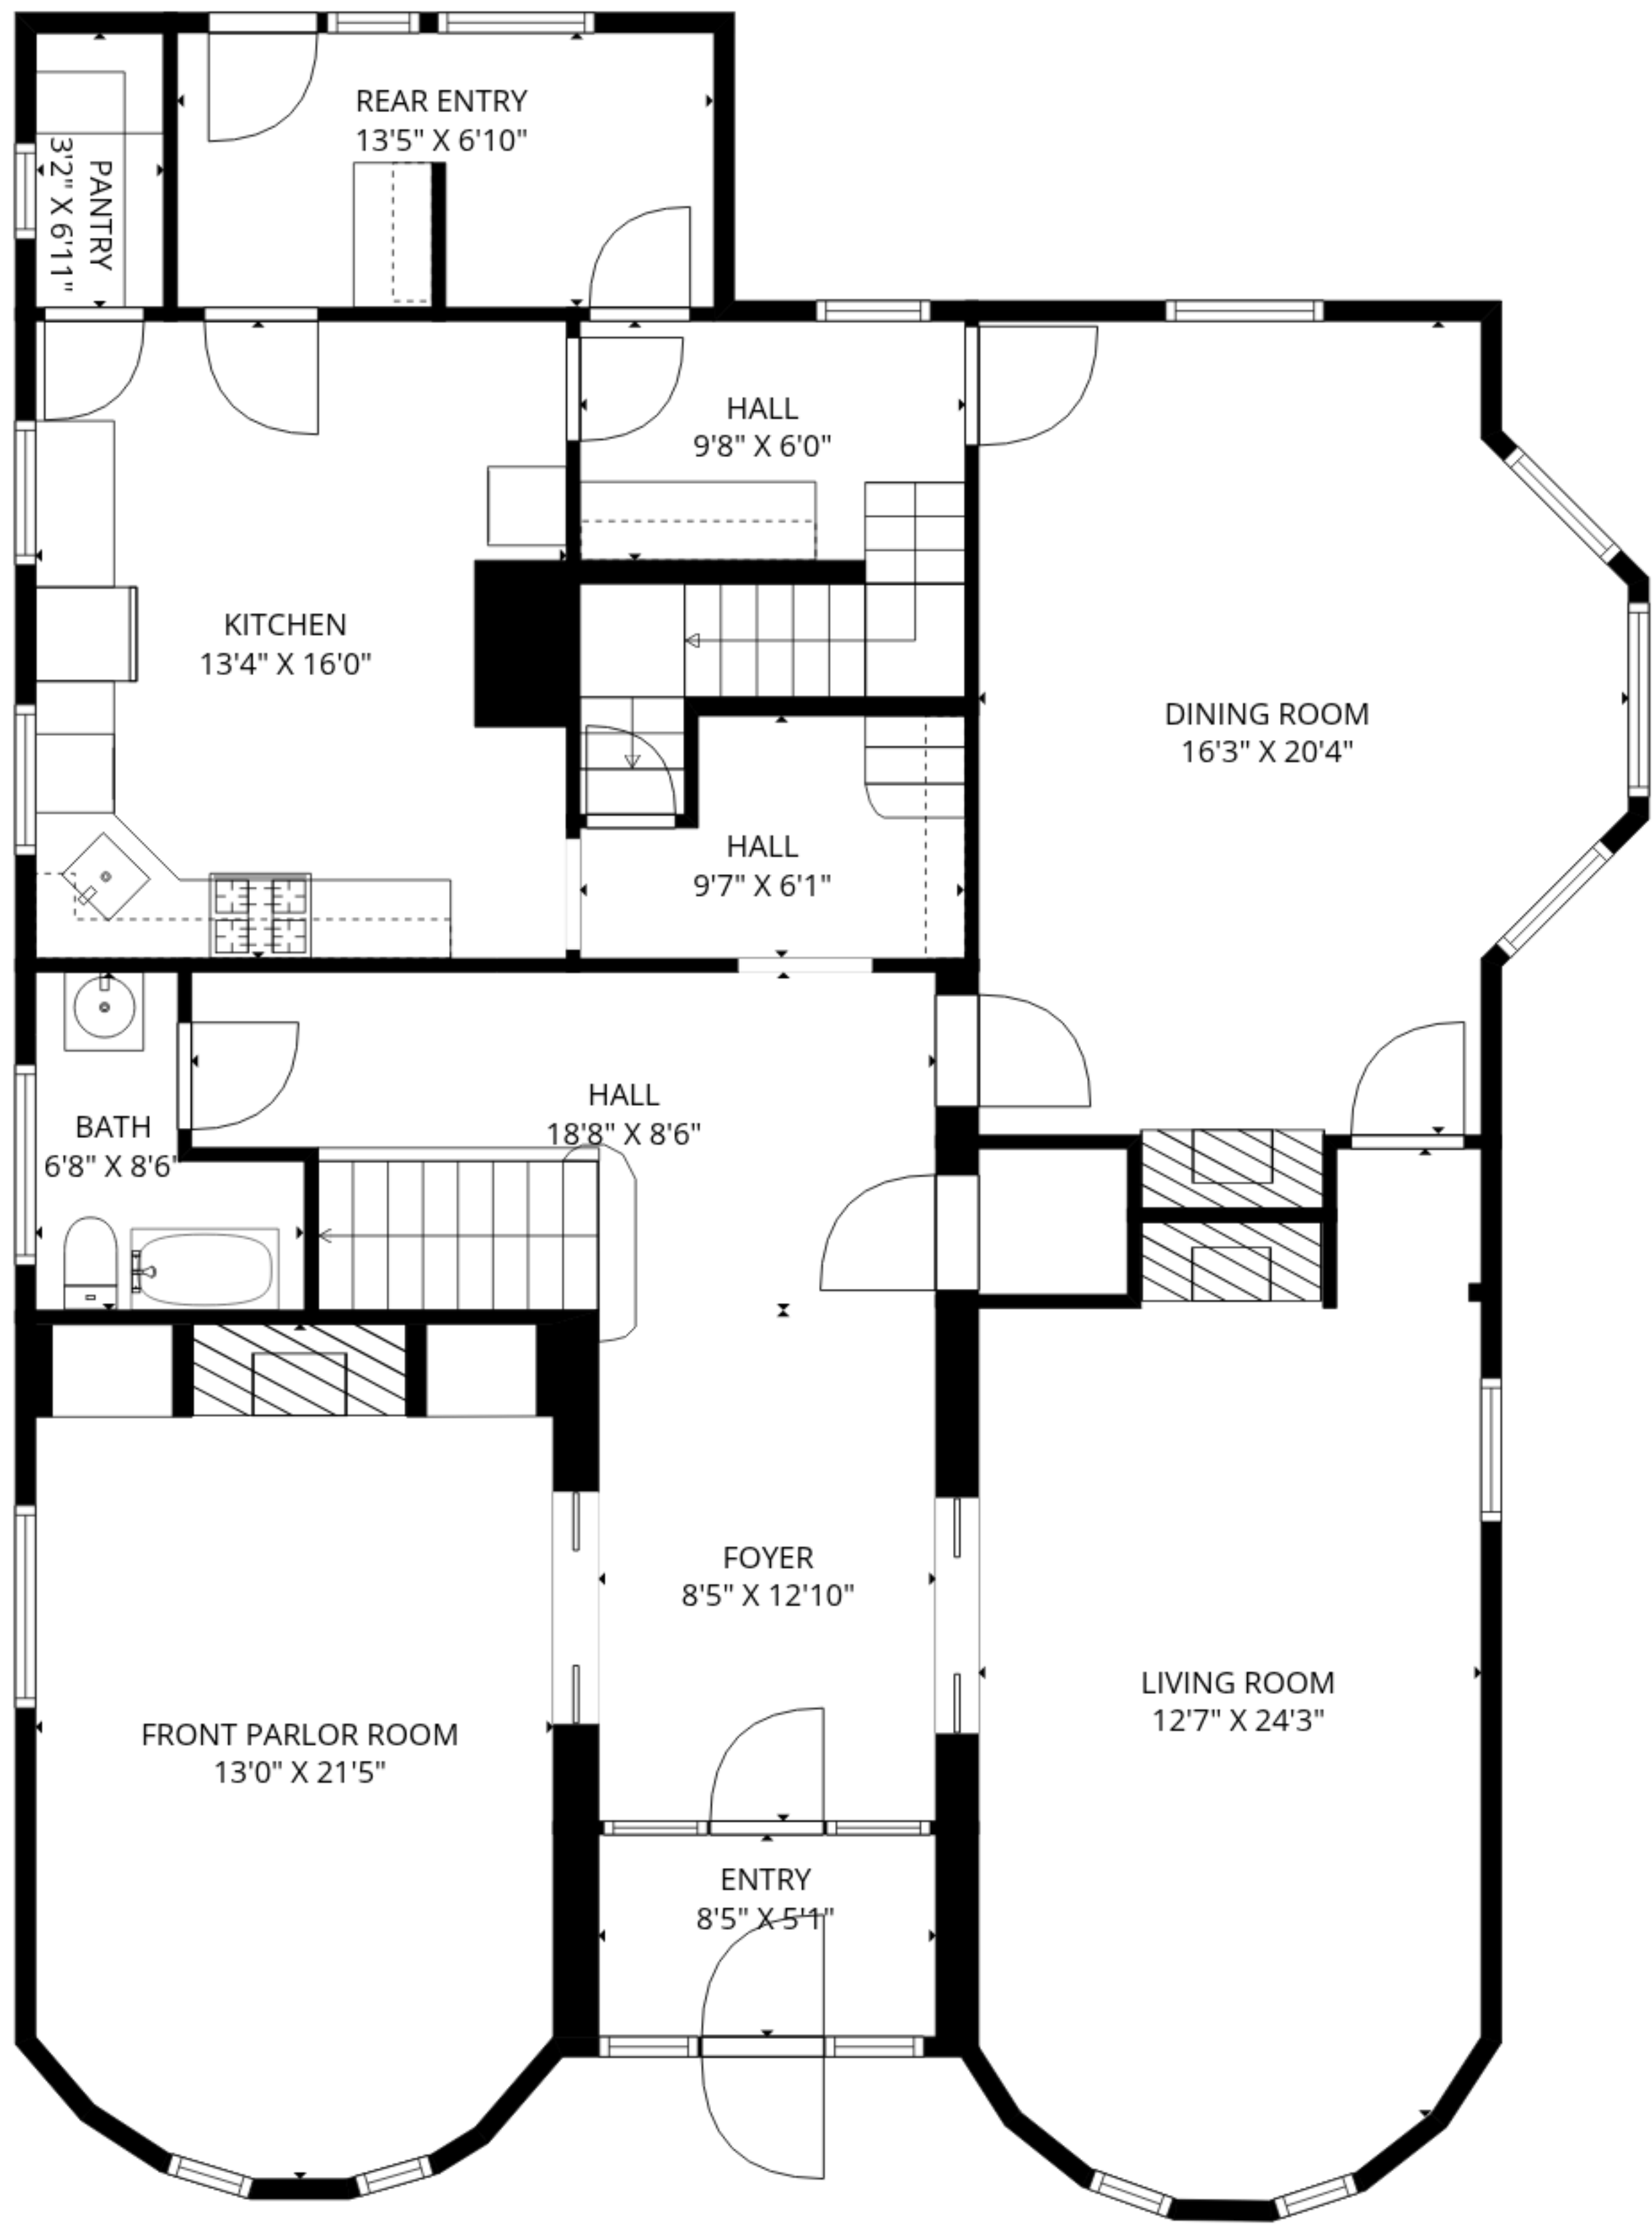 REAR ENTRY
13'5" X 6'10"
PANTRY
3'2" X 6'11"
HALL
9'8" X 6'0"
KITCHEN
13'4" X 16'0"
DINING ROOM
16'3" X 20'4"
HALL
9'7" X 6'1"
HALL
18'8" X 8'6"
BATH
6'8" X 8'6"
FOYER
8'5" X 12'10"
LIVING ROOM
12'7" X 24'3"
FRONT PARLOR ROOM
13'0" X 21'5"
ENTRY
8'5" X 5'1"